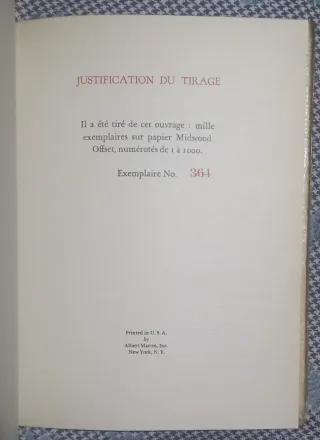 JUSTIFICATION DU TIRAGE
Il a été tiré de cet ouvrage : mille
exemplaires sur papier Midwood
Offset, numérotés de 1 à 1000.
Exemplaire No. 364
Printed in U. S. A.
by
Albert Martin, Inc.
New York, N. Y.